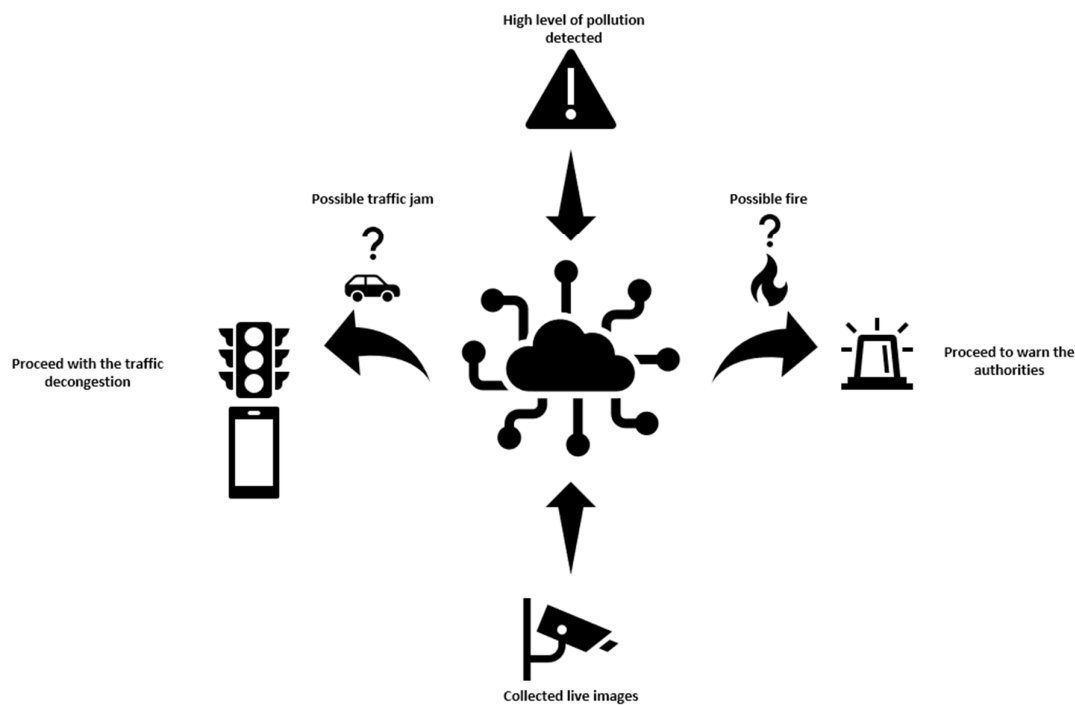 High level of pollution
detected
Possible traffic jam
?
Possible fire
?
Proceed with the traffic
decongestion
Proceed to warn the
authorities
Collected live images